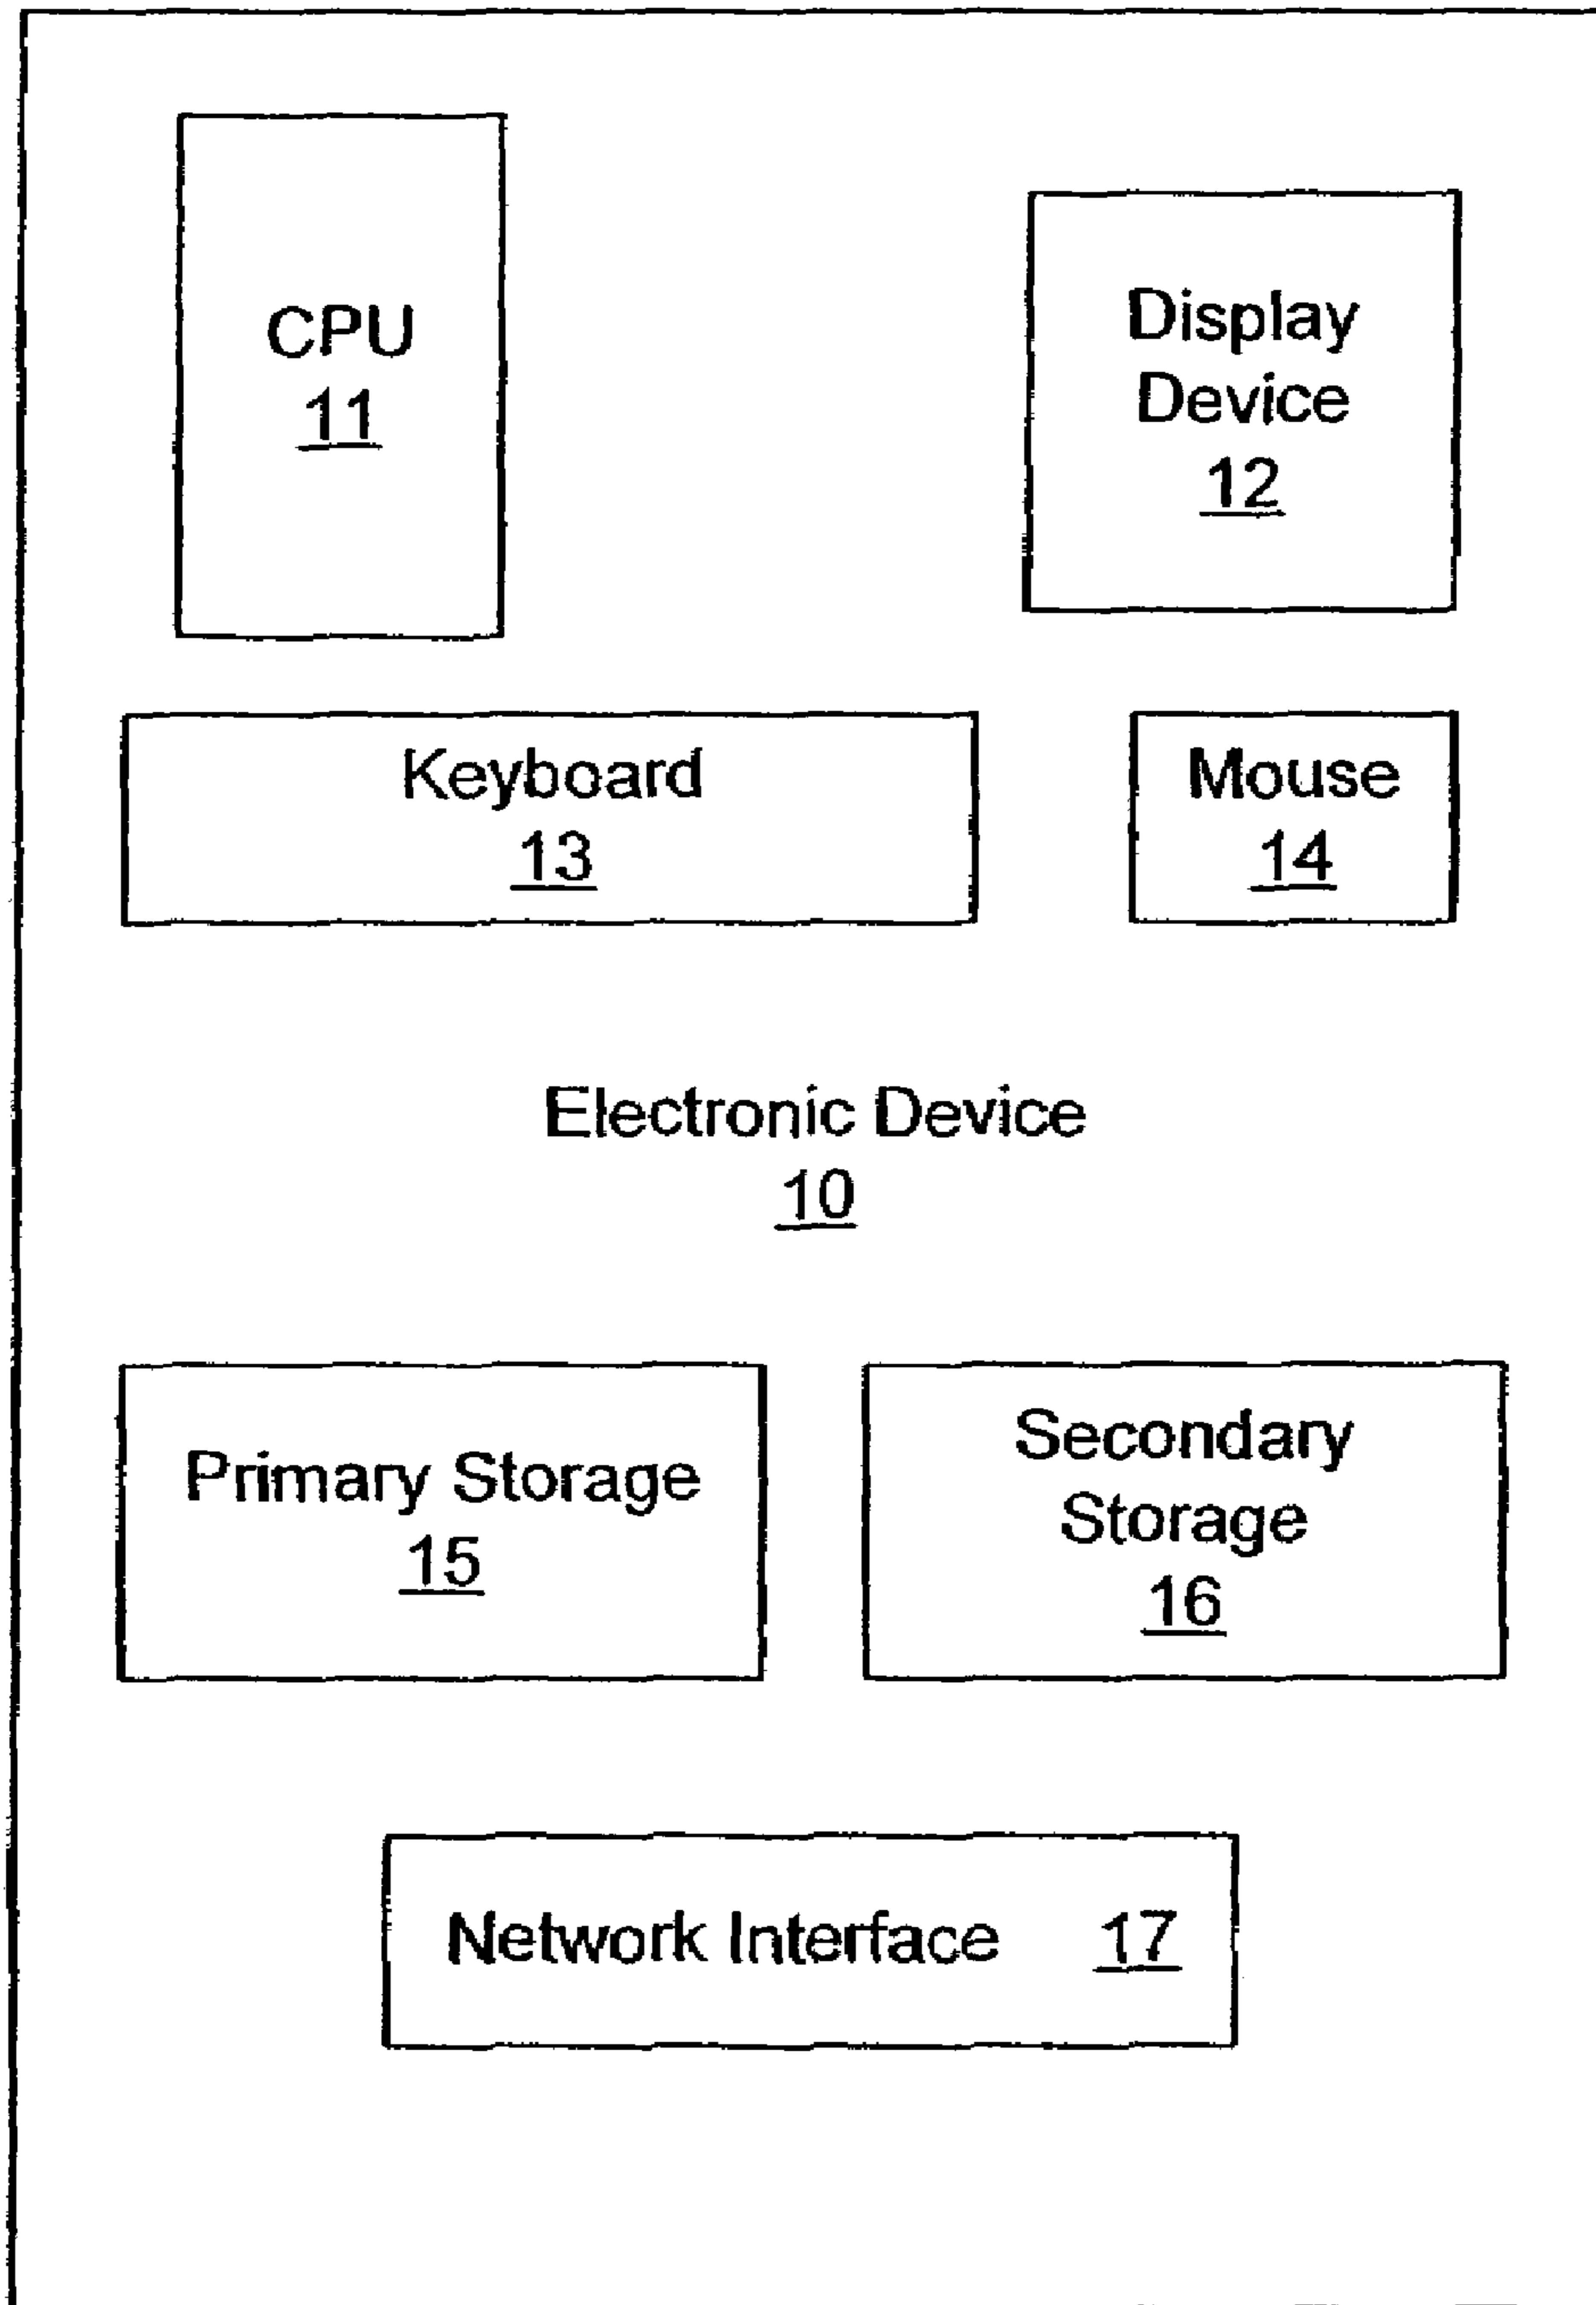 CPU
11
Display
Device
12
Keyboard
13
Mouse
14
Electronic Device
10
Primary Storage
15
Secondary
Storage
16
Network Interface 17